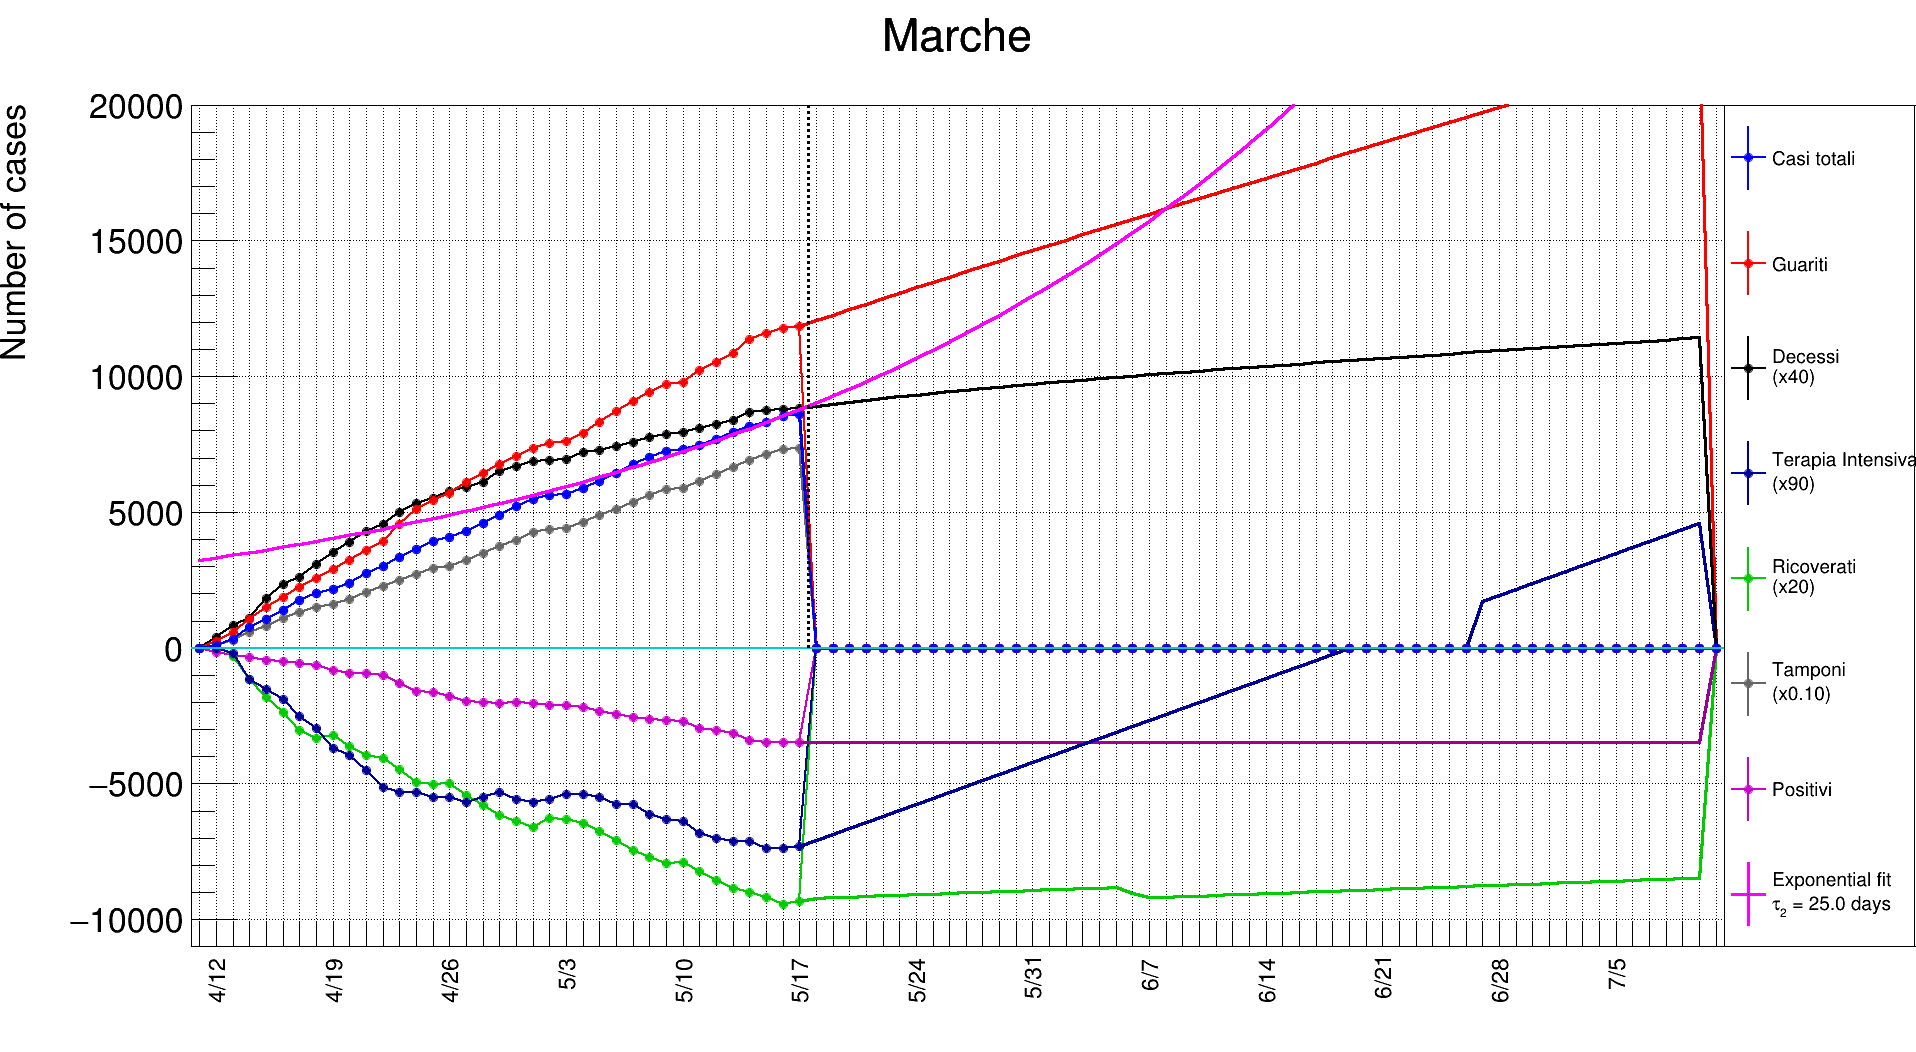 Marche
Number of cases
20000
15000
10000
5000
0
−5000
−10000
4/12
4/19
4/26
5/3
5/10
5/17
5/24
5/31
6/7
6/14
6/21
6/28
7/5
Casi totali
Guariti
Decessi
(x40)
Terapia Intensiva
(x90)
Ricoverati
(x20)
Tamponi
(x0.10)
Positivi
Exponential fit
τ2 = 25.0 days